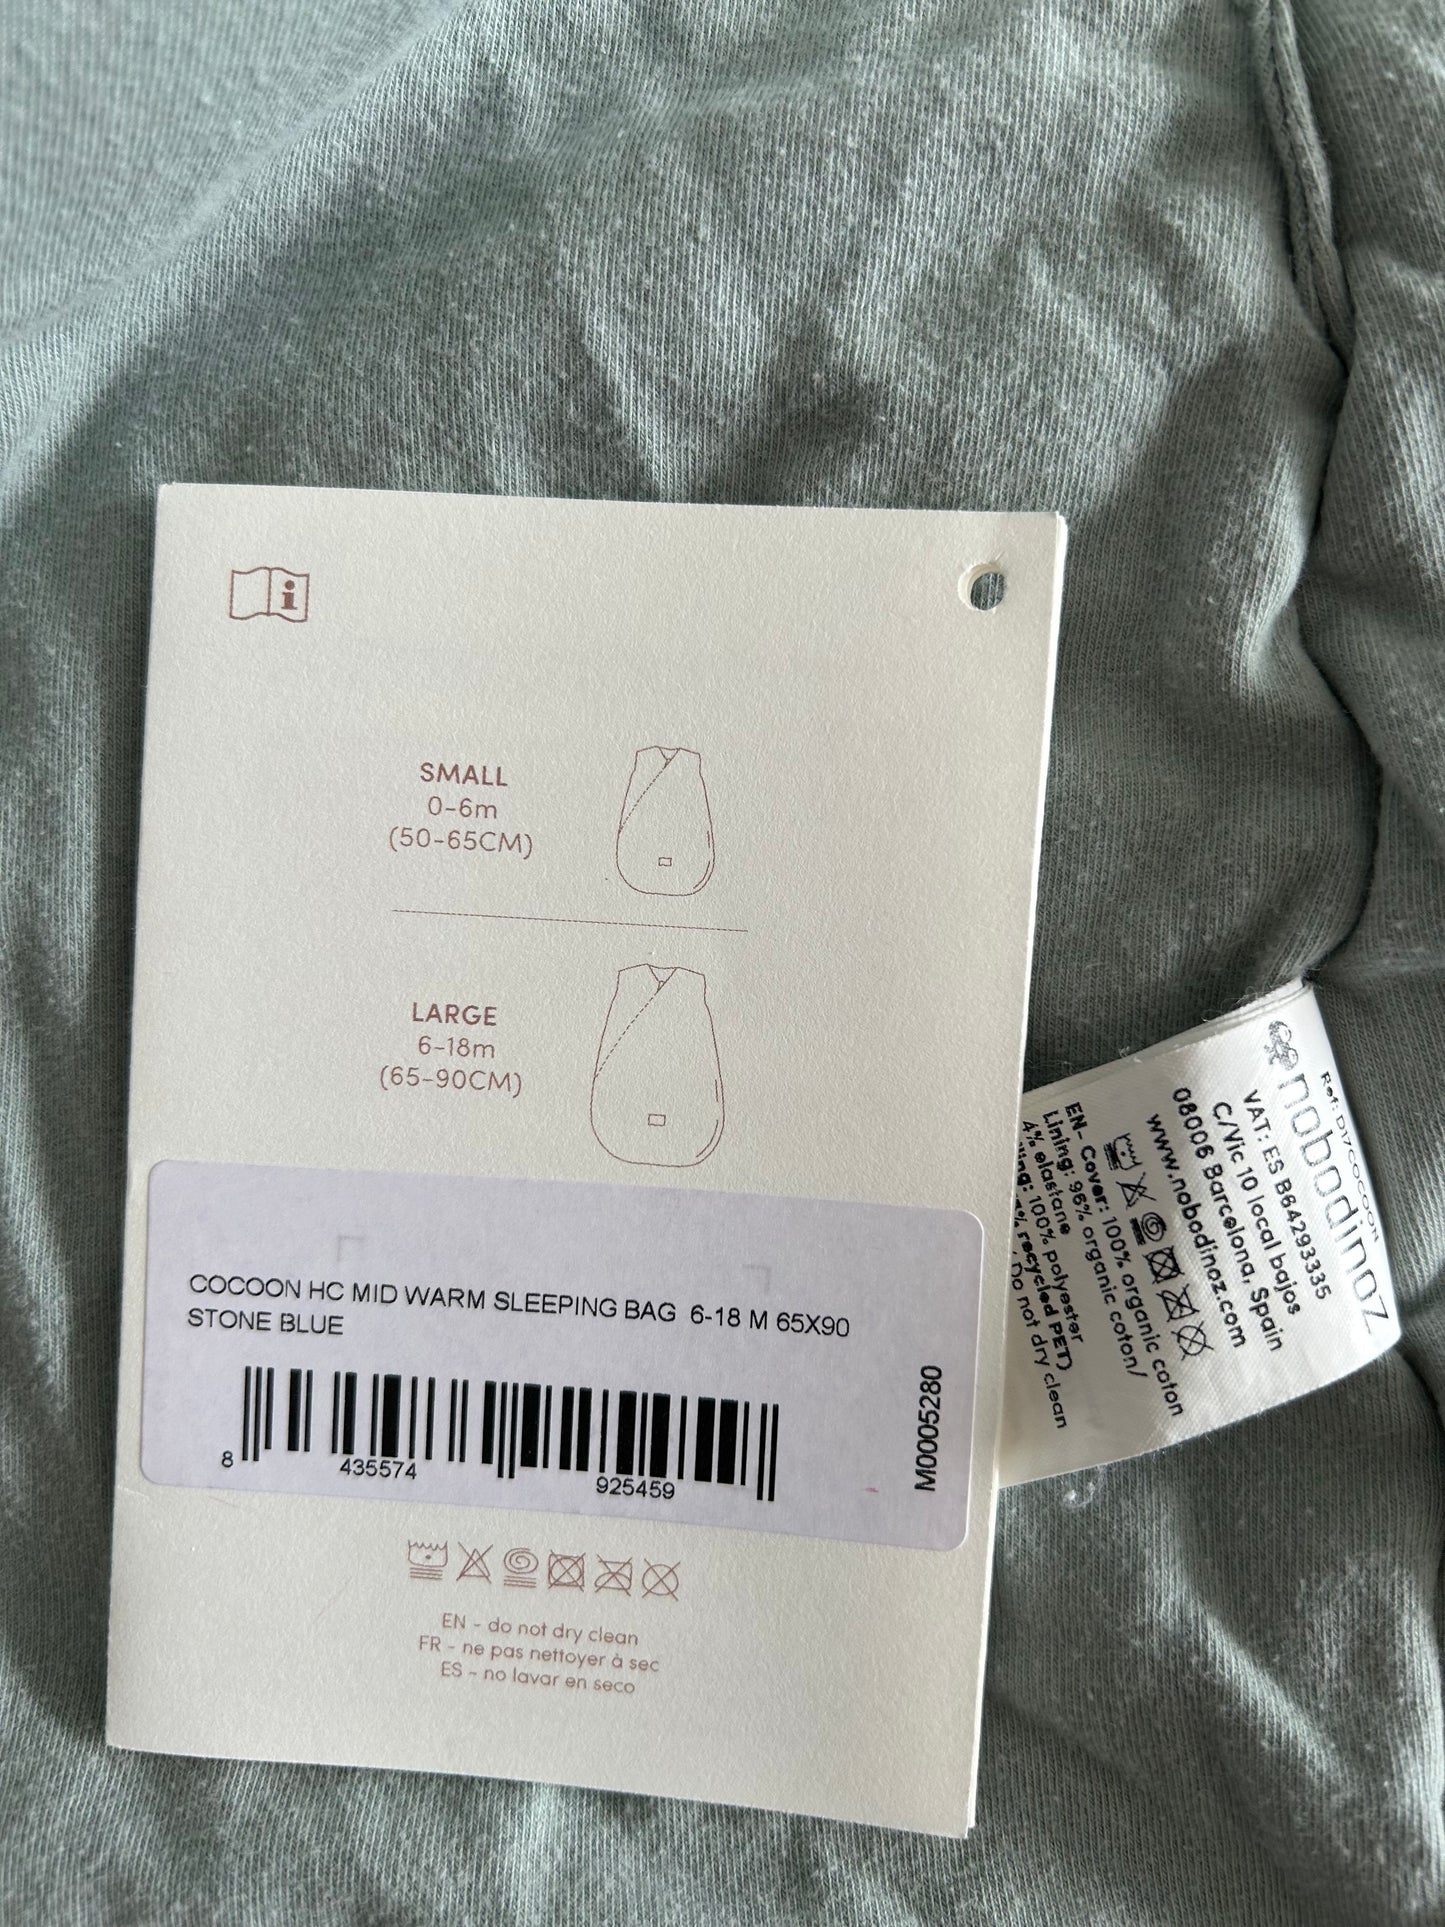 i
SMALL
0-6m
(50-65CM)
LARGE
6-18m
(65-90CM)
COCOON HC MID WARM SLEEPING BAG 6-18 M 65X90
STONE BLUE
8 435574 925459
M0005280
EN - do not dry clean
FR - ne pas nettoyer à sec
ES - no lavar en seco
nobodinoz
Ref: D17COCOON
VAT: ES B64293335
C/Vic 10 local bajos
08006 Barcelona, Spain
www.nobodinoz.com
EN- Cover: 100% organic coton
Lining: 96% organic coton/
4% elastane
100% polyester
recycled PET)
Do not dry clean